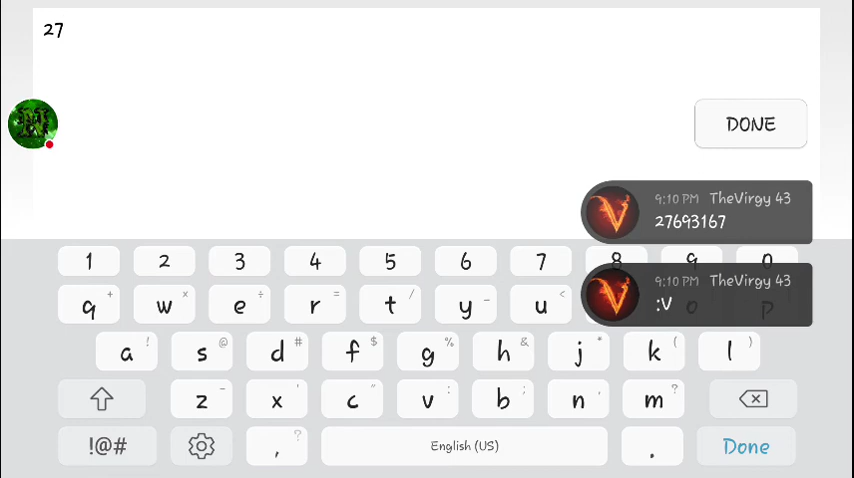 27
N
DONE
9:10 PM TheVirgy 43
27693167
9:10 PM TheVirgy 43
:V
1 2 3 4 5 6 7 8 9 0
q + w × e ÷ r = t / y _ u < o p
a ! s @ d # f $ g % h & j * k ( l )
z - x ' c " v : b ; n , m ?
!@# , ? English (US) . Done